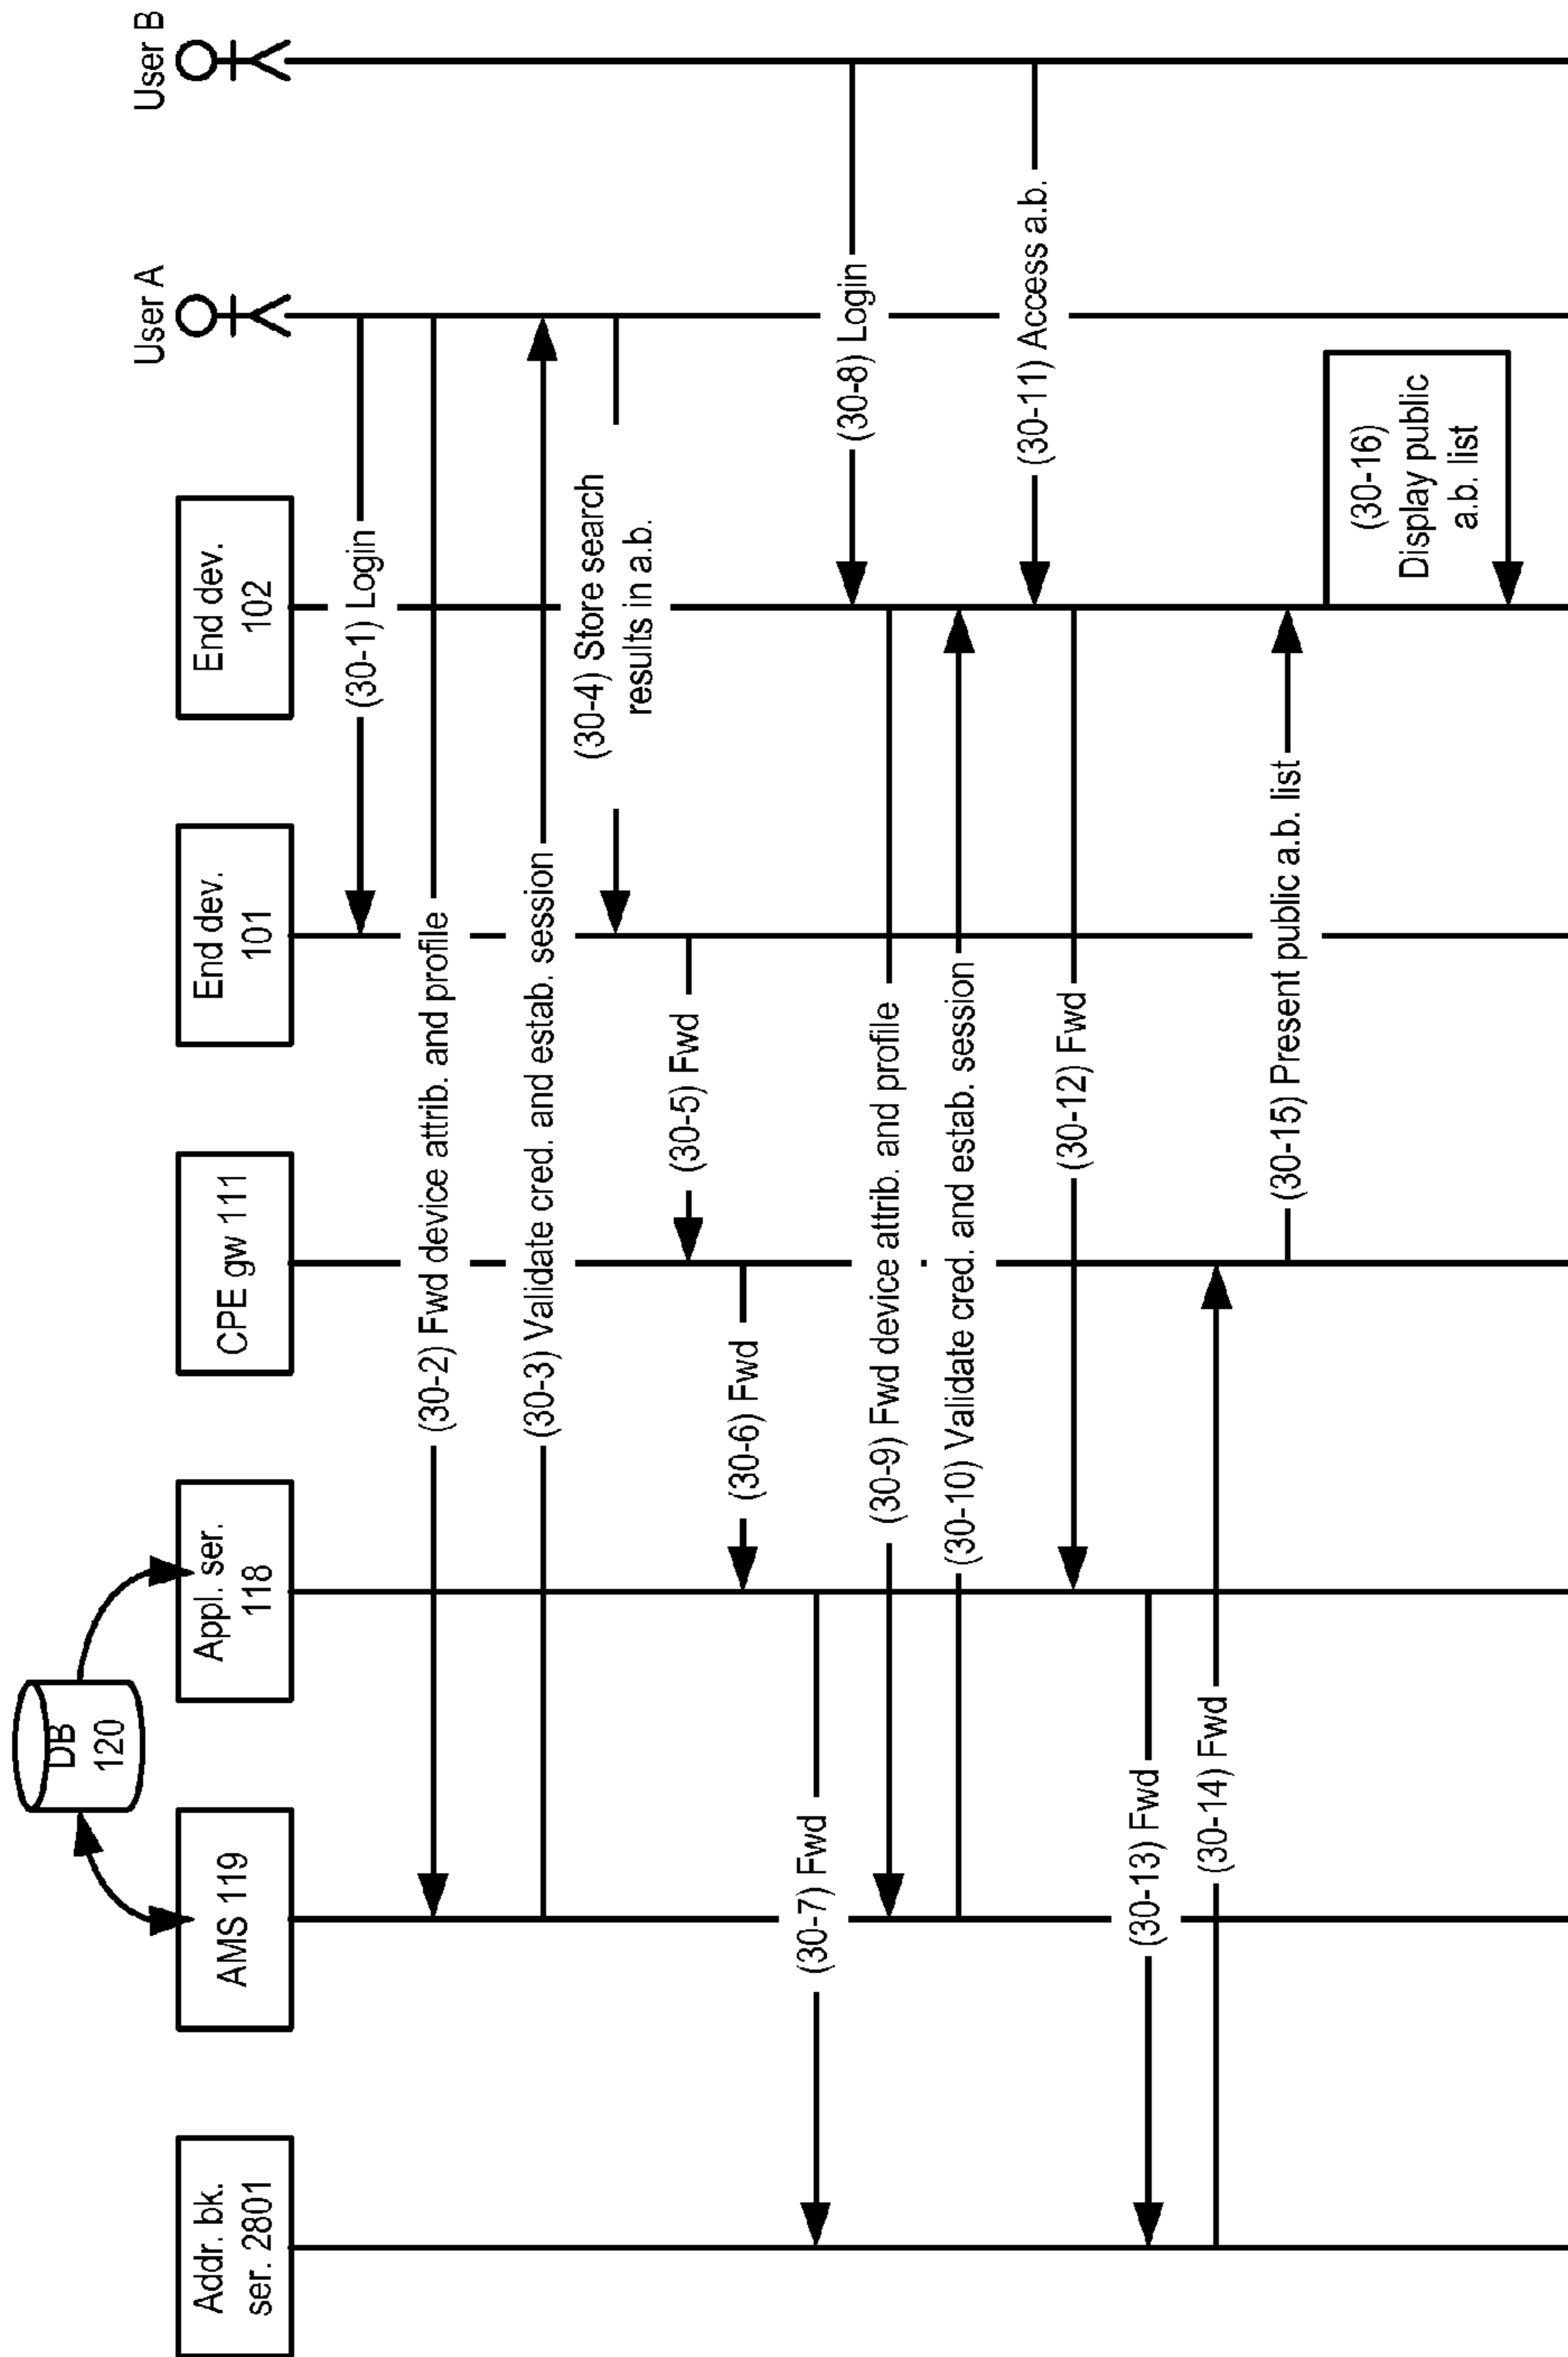 DB
120
Addr. bk.
ser. 2801
AMS 119
Appl. ser.
118
CPE gw 111
End dev.
101
End dev.
102
User A
User B
(30-1) Login
(30-2) Fwd device attrib. and profile
(30-3) Validate cred. and estab. session
(30-4) Store search
results in a.b.
(30-5) Fwd
(30-6) Fwd
(30-7) Fwd
(30-8) Login
(30-9) Fwd device attrib. and profile
(30-10) Validate cred. and estab. session
(30-11) Access a.b.
(30-12) Fwd
(30-13) Fwd
(30-14) Fwd
(30-15) Present public a.b. list
(30-16)
Display public
a.b. list